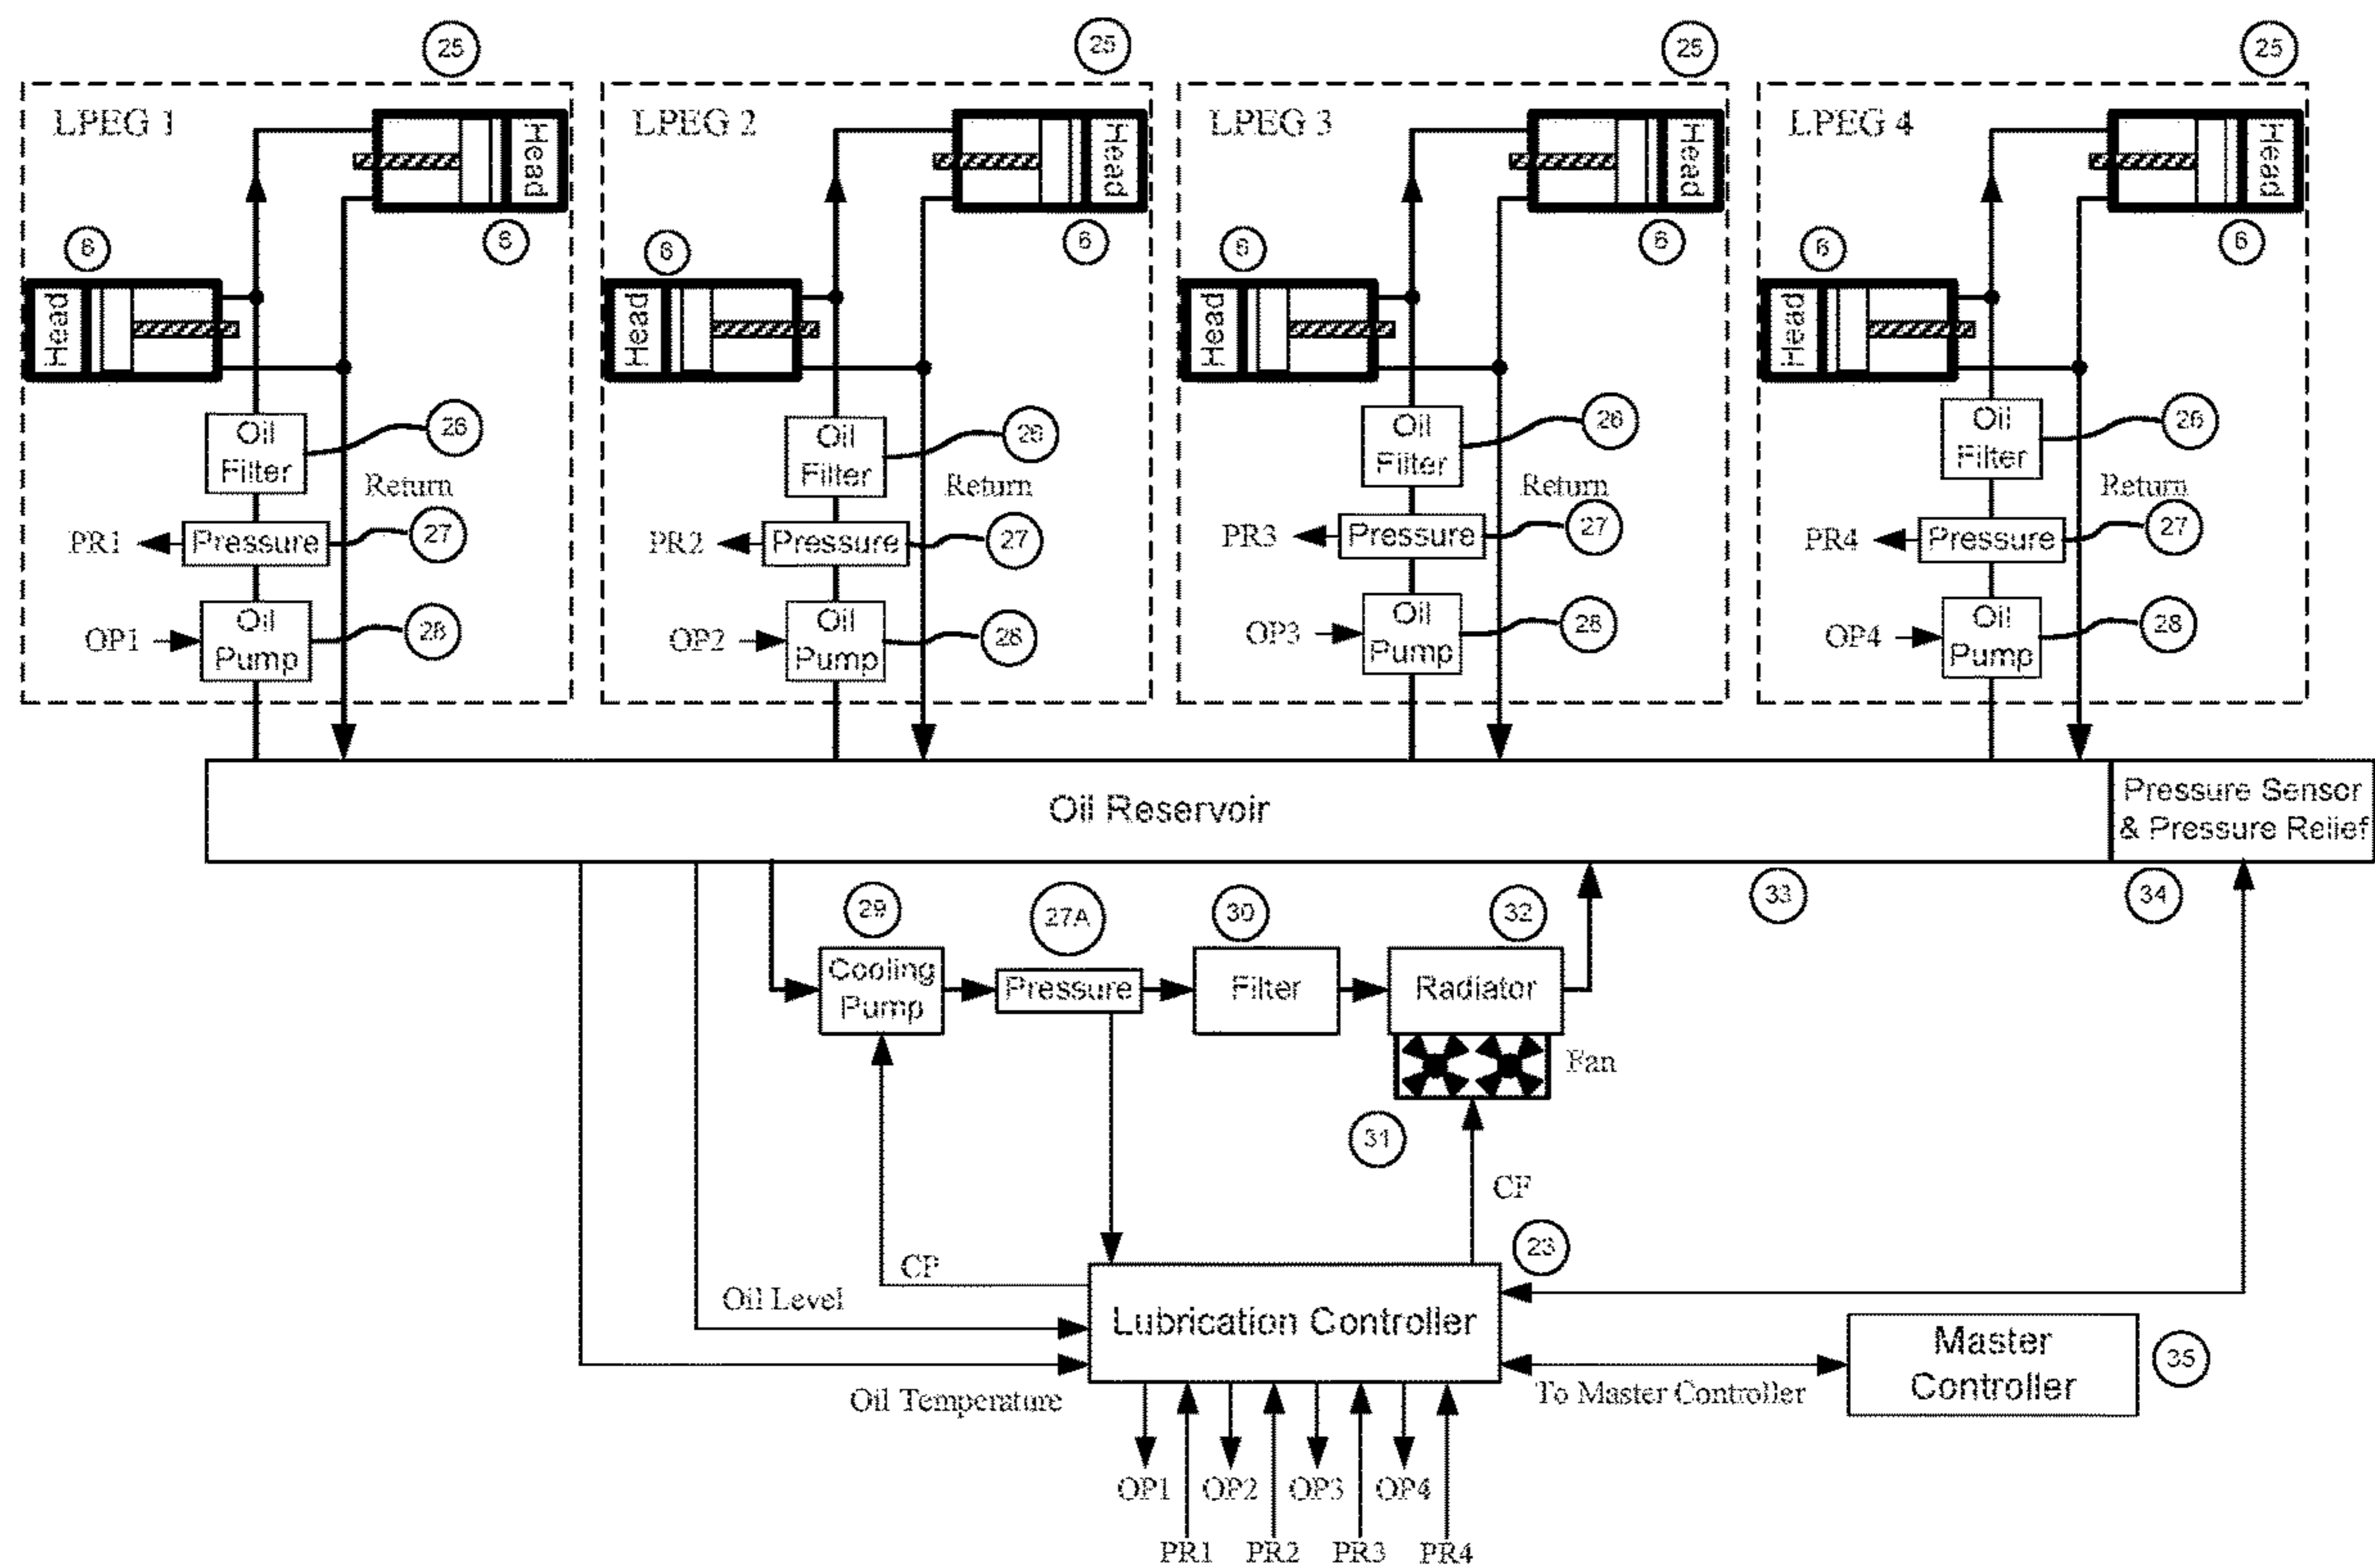 25
25
25
25
LPEG 1
LPEG 2
LPEG 3
LPEG 4
Head
Head
Head
Head
6
6
6
6
6
6
6
6
Head
Head
Head
Head
Oil
Filter
26
Oil
Filter
26
Oil
Filter
26
Oil
Filter
26
Return
Return
Return
Return
PR1
Pressure
27
PR2
Pressure
27
PR3
Pressure
27
PR4
Pressure
27
OP1
Oil
Pump
28
OP2
Oil
Pump
28
OP3
Oil
Pump
28
OP4
Oil
Pump
28
Oil Reservoir
Pressure Sensor
& Pressure Relief
29
27A
30
32
33
34
Cooling
Pump
Pressure
Filter
Radiator
Fan
31
CF
23
CP
Oil Level
Lubrication Controller
Master
Controller
35
Oil Temperature
To Master Controller
OP1 OP2 OP3 OP4
PR1 PR2 PR3 PR4